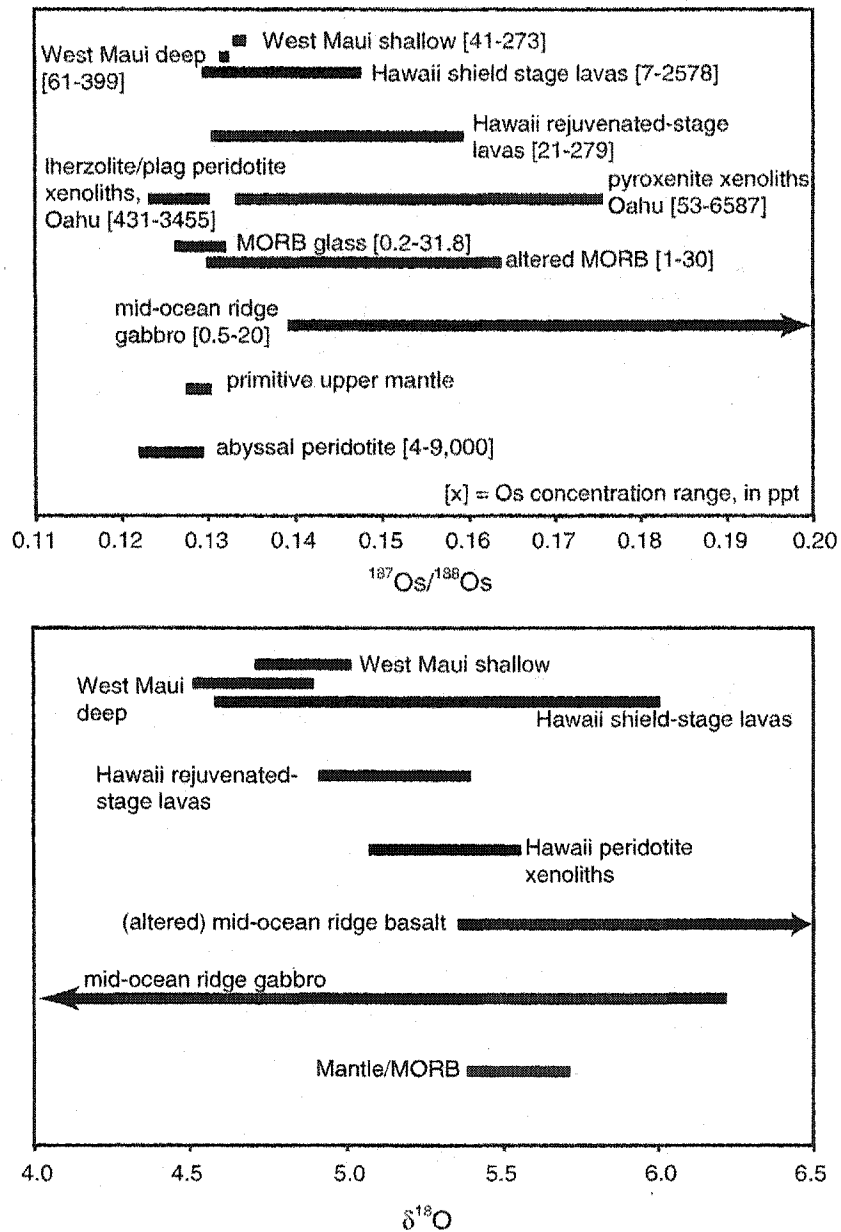 West Maui shallow [41-273]
West Maui deep
[61-399]
Hawaii shield stage lavas [7-2578]
Hawaii rejuvenated-stage
lavas [21-279]
lherzolite/plag peridotite
xenoliths,
Oahu [431-3455]
pyroxenite xenoliths
Oahu [53-6587]
MORB glass [0.2-31.8]
altered MORB [1-30]
mid-ocean ridge
gabbro [0.5-20]
primitive upper mantle
abyssal peridotite [4-9,000]
[x] = Os concentration range, in ppt
0.11 0.12 0.13 0.14 0.15 0.16 0.17 0.18 0.19 0.20
¹⁸⁷Os/¹⁸⁸Os
West Maui shallow
West Maui
deep
Hawaii shield-stage lavas
Hawaii rejuvenated-
stage lavas
Hawaii peridotite
xenoliths
(altered) mid-ocean ridge basalt
mid-ocean ridge gabbro
Mantle/MORB
4.0 4.5 5.0 5.5 6.0 6.5
δ¹⁸O